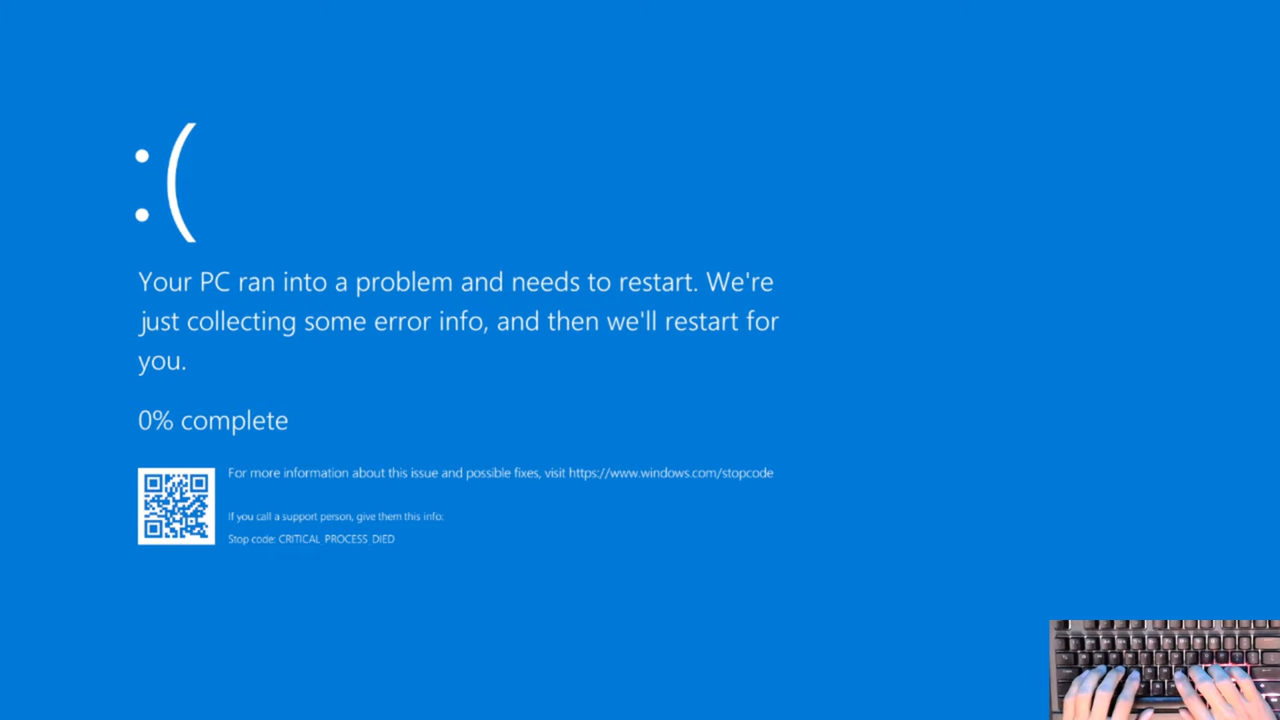 :(
Your PC ran into a problem and needs to restart. We're
just collecting some error info, and then we'll restart for
you.
0% complete
For more information about this issue and possible fixes, visit https://www.windows.com/stopcode
If you call a support person, give them this info:
Stop code: CRITICAL_PROCESS_DIED